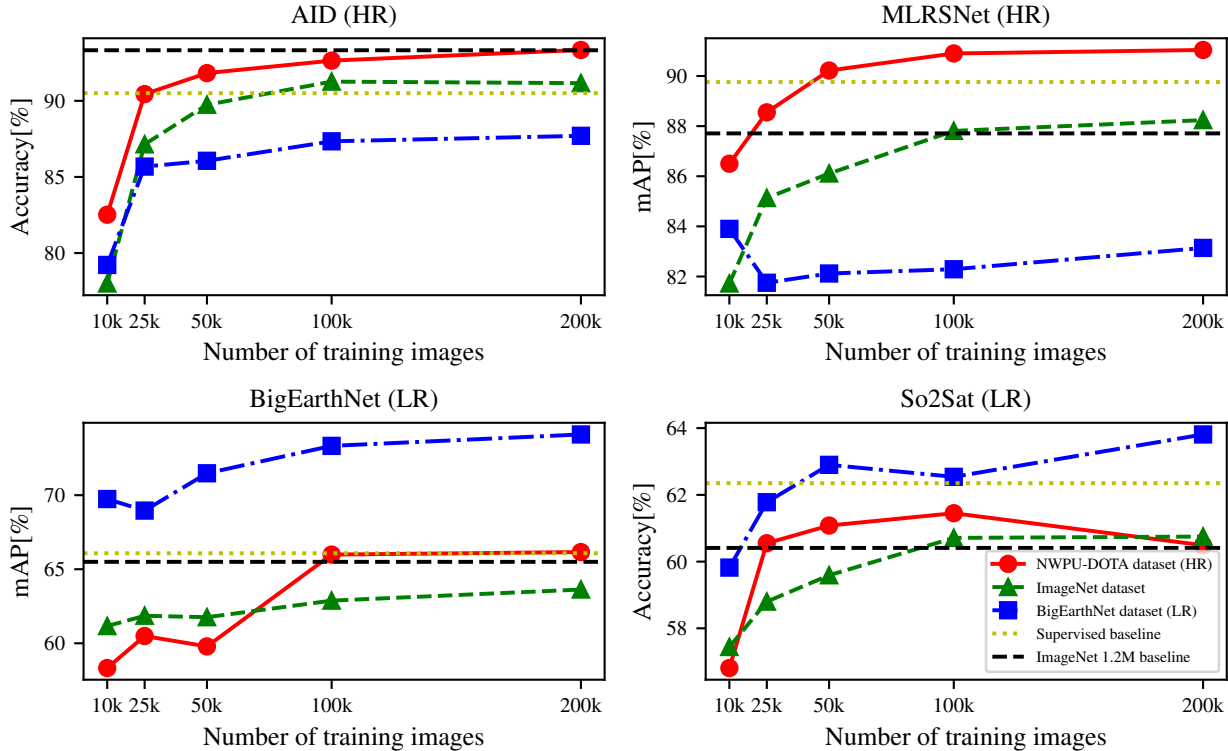 AID (HR)
Accuracy[%]
90
85
80
10k 25k 50k 100k 200k
Number of training images
MLRSNet (HR)
mAP[%]
90
88
86
84
82
10k 25k 50k 100k 200k
Number of training images
BigEarthNet (LR)
mAP[%]
70
65
60
10k 25k 50k 100k 200k
Number of training images
So2Sat (LR)
Accuracy[%]
64
62
60
58
NWPU-DOTA dataset (HR)
ImageNet dataset
BigEarthNet dataset (LR)
Supervised baseline
ImageNet 1.2M baseline
10k 25k 50k 100k 200k
Number of training images